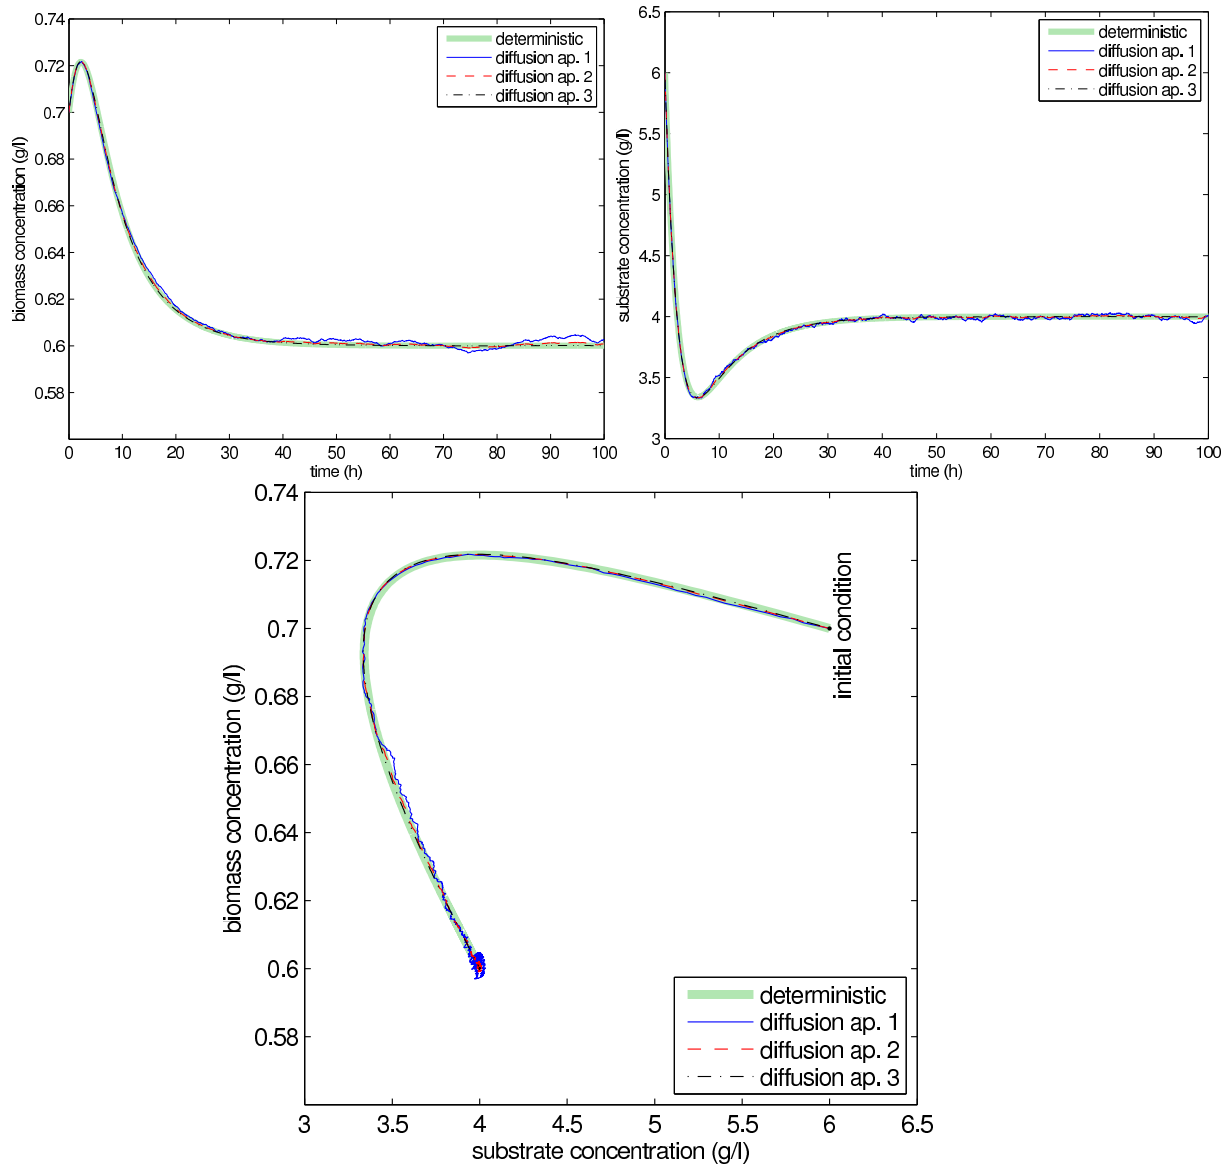 0.74
0.72
0.7
0.68
0.66
0.64
0.62
0.6
0.58
biomass concentration (g/l)
0 10 20 30 40 50 60 70 80 90 100
time (h)
deterministic
diffusion ap. 1
diffusion ap. 2
diffusion ap. 3
6.5
6
5.5
5
4.5
4
3.5
3
substrate concentration (g/l)
0 10 20 30 40 50 60 70 80 90 100
time (h)
deterministic
diffusion ap. 1
diffusion ap. 2
diffusion ap. 3
0.74
0.72
0.7
0.68
0.66
0.64
0.62
0.6
0.58
biomass concentration (g/l)
initial condition
deterministic
diffusion ap. 1
diffusion ap. 2
diffusion ap. 3
3 3.5 4 4.5 5 5.5 6 6.5
substrate concentration (g/l)